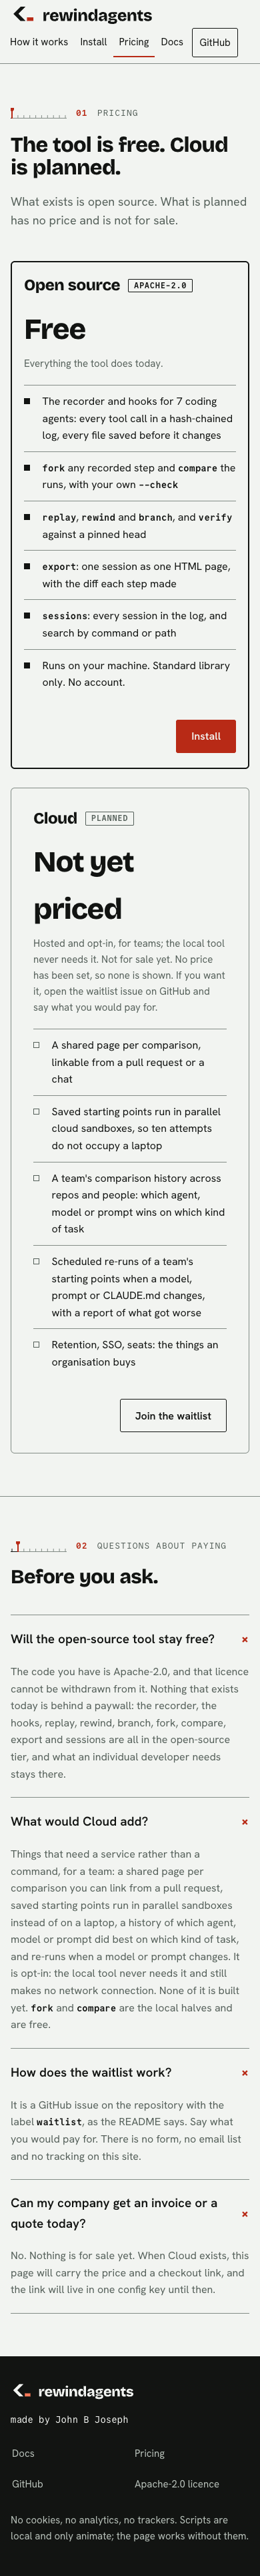 rewindagents
How it works Install Pricing Docs GitHub
01 PRICING
The tool is free. Cloud
is planned.
What exists is open source. What is planned
has no price and is not for sale.
Open source APACHE-2.0
Free
Everything the tool does today.
The recorder and hooks for 7 coding
agents: every tool call in a hash-chained
log, every file saved before it changes
fork any recorded step and compare the
runs, with your own --check
replay, rewind and branch, and verify
against a pinned head
export: one session as one HTML page,
with the diff each step made
sessions: every session in the log, and
search by command or path
Runs on your machine. Standard library
only. No account.
Install
Cloud PLANNED
Not yet
priced
Hosted and opt-in, for teams; the local tool
never needs it. Not for sale yet. No price
has been set, so none is shown. If you want
it, open the waitlist issue on GitHub and
say what you would pay for.
A shared page per comparison,
linkable from a pull request or a
chat
Saved starting points run in parallel
cloud sandboxes, so ten attempts
do not occupy a laptop
A team's comparison history across
repos and people: which agent,
model or prompt wins on which kind
of task
Scheduled re-runs of a team's
starting points when a model,
prompt or CLAUDE.md changes,
with a report of what got worse
Retention, SSO, seats: the things an
organisation buys
Join the waitlist
02 QUESTIONS ABOUT PAYING
Before you ask.
Will the open-source tool stay free? ×
The code you have is Apache-2.0, and that licence
cannot be withdrawn from it. Nothing that exists
today is behind a paywall: the recorder, the
hooks, replay, rewind, branch, fork, compare,
export and sessions are all in the open-source
tier, and what an individual developer needs
stays there.
What would Cloud add? ×
Things that need a service rather than a
command, for a team: a shared page per
comparison you can link from a pull request,
saved starting points run in parallel sandboxes
instead of on a laptop, a history of which agent,
model or prompt did best on which kind of task,
and re-runs when a model or prompt changes. It
is opt-in: the local tool never needs it and still
makes no network connection. None of it is built
yet. fork and compare are the local halves and
are free.
How does the waitlist work? ×
It is a GitHub issue on the repository with the
label waitlist, as the README says. Say what
you would pay for. There is no form, no email list
and no tracking on this site.
Can my company get an invoice or a
quote today? ×
No. Nothing is for sale yet. When Cloud exists, this
page will carry the price and a checkout link, and
the link will live in one config key until then.
rewindagents
made by John B Joseph
Docs Pricing
GitHub Apache-2.0 licence
No cookies, no analytics, no trackers. Scripts are
local and only animate; the page works without them.